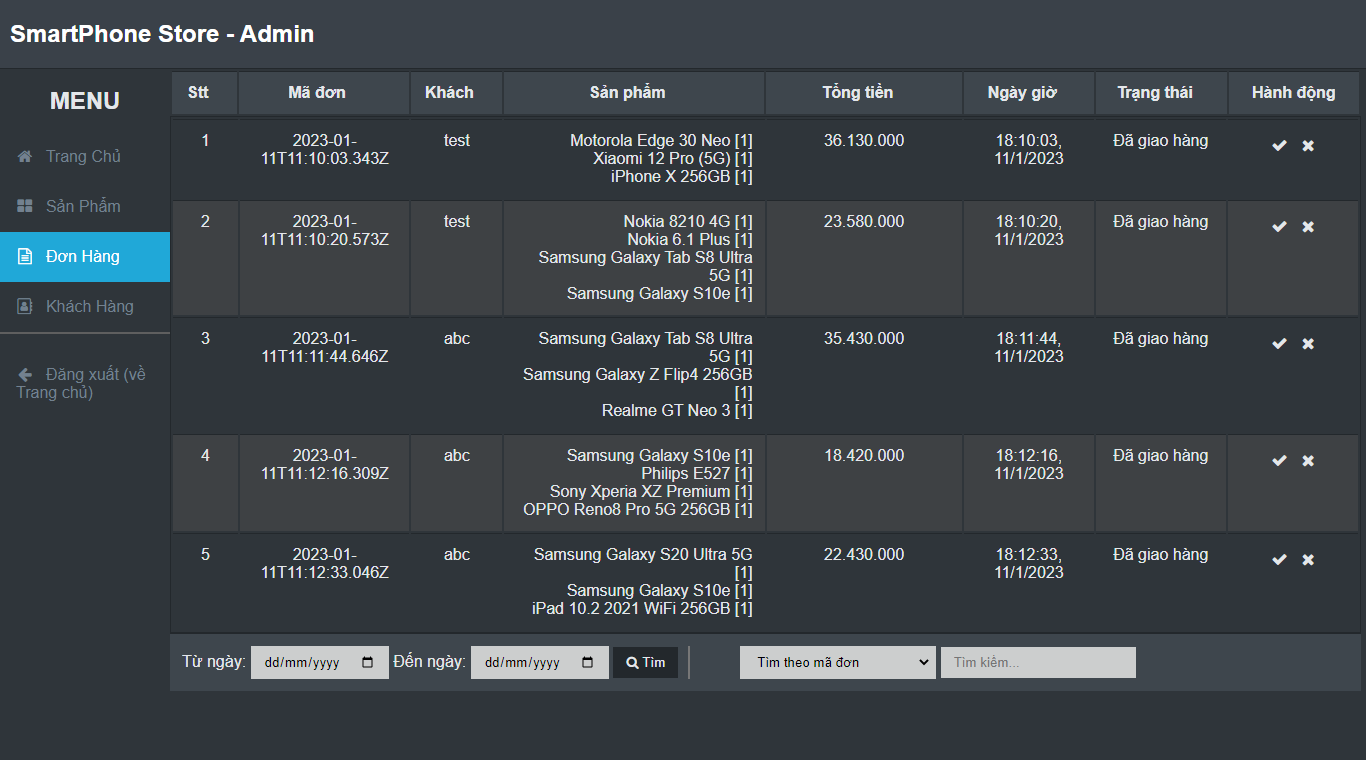 SmartPhone Store - Admin
MENU
Trang Chủ
Sản Phẩm
Đơn Hàng
Khách Hàng
Đăng xuất (về
Trang chủ)
Stt Mã đơn Khách Sản phẩm Tổng tiền Ngày giờ Trạng thái Hành động
1 2023-01- test Motorola Edge 30 Neo [1] 36.130.000 18:10:03, Đã giao hàng
11T11:10:03.343Z Xiaomi 12 Pro (5G) [1] 11/1/2023
iPhone X 256GB [1]
2 2023-01- test Nokia 8210 4G [1] 23.580.000 18:10:20, Đã giao hàng
11T11:10:20.573Z Nokia 6.1 Plus [1] 11/1/2023
Samsung Galaxy Tab S8 Ultra
5G [1]
Samsung Galaxy S10e [1]
3 2023-01- abc Samsung Galaxy Tab S8 Ultra 35.430.000 18:11:44, Đã giao hàng
11T11:11:44.646Z 5G [1] 11/1/2023
Samsung Galaxy Z Flip4 256GB
[1]
Realme GT Neo 3 [1]
4 2023-01- abc Samsung Galaxy S10e [1] 18.420.000 18:12:16, Đã giao hàng
11T11:12:16.309Z Philips E527 [1] 11/1/2023
Sony Xperia XZ Premium [1]
OPPO Reno8 Pro 5G 256GB [1]
5 2023-01- abc Samsung Galaxy S20 Ultra 5G 22.430.000 18:12:33, Đã giao hàng
11T11:12:33.046Z [1] 11/1/2023
Samsung Galaxy S10e [1]
iPad 10.2 2021 WiFi 256GB [1]
Từ ngày: dd/mm/yyyy Đến ngày: dd/mm/yyyy Tìm Tìm theo mã đơn Tìm kiếm...